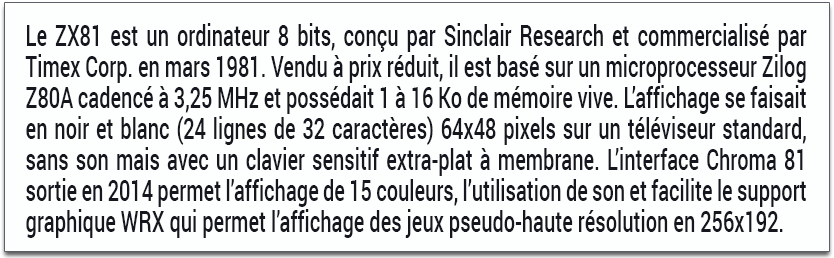 Le ZX81 est un ordinateur 8 bits, conçu par Sinclair Research et commercialisé par
Timex Corp. en mars 1981. Vendu à prix réduit, il est basé sur un microprocesseur Zilog
Z80A cadencé à 3,25 MHz et possédait 1 à 16 Ko de mémoire vive. L’affichage se faisait
en noir et blanc (24 lignes de 32 caractères) 64x48 pixels sur un téléviseur standard,
sans son mais avec un clavier sensitif extra-plat à membrane. L’interface Chroma 81
sortie en 2014 permet l’affichage de 15 couleurs, l’utilisation de son et facilite le support
graphique WRX qui permet l’affichage des jeux pseudo-haute résolution en 256x192.